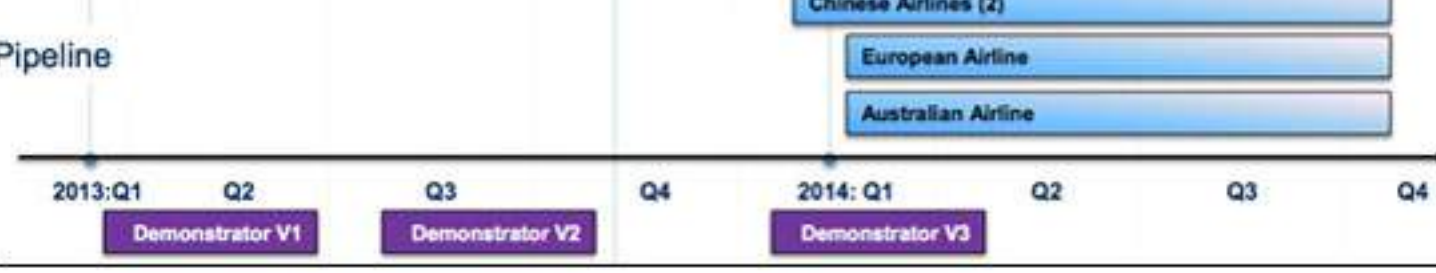 Chinese Airlines (2)
Pipeline
European Airline
Australian Airline
2013:Q1 Q2 Q3 Q4 2014: Q1 Q2 Q3 Q4
Demonstrator V1 Demonstrator V2 Demonstrator V3